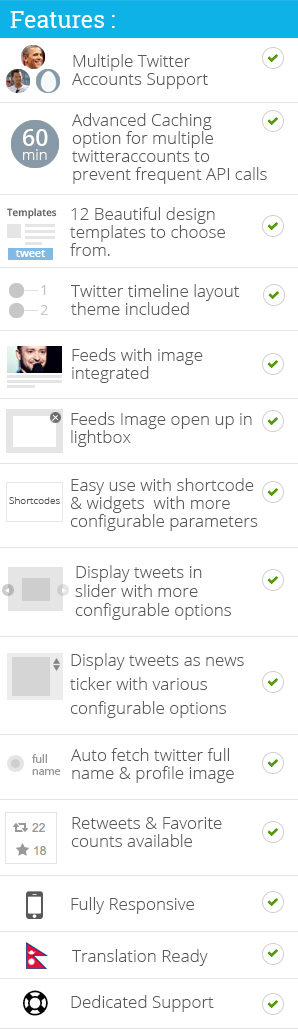 Features :
Multiple Twitter
Accounts Support
60
min
Advanced Caching
option for multiple
twitteraccounts to
prevent frequent API calls
Templates
tweet
12 Beautiful design
templates to choose
from.
1
2
Twitter timeline layout
theme included
Feeds with image
integrated
Feeds Image open up in
lightbox
Shortcodes
Easy use with shortcode
& widgets  with more
configurable parameters
Display tweets in
slider with more
configurable options
Display tweets as news
ticker with various
configurable options
full
name
Auto fetch twitter full
name & profile image
22
18
Retweets & Favorite
counts available
Fully Responsive
Translation Ready
Dedicated Support